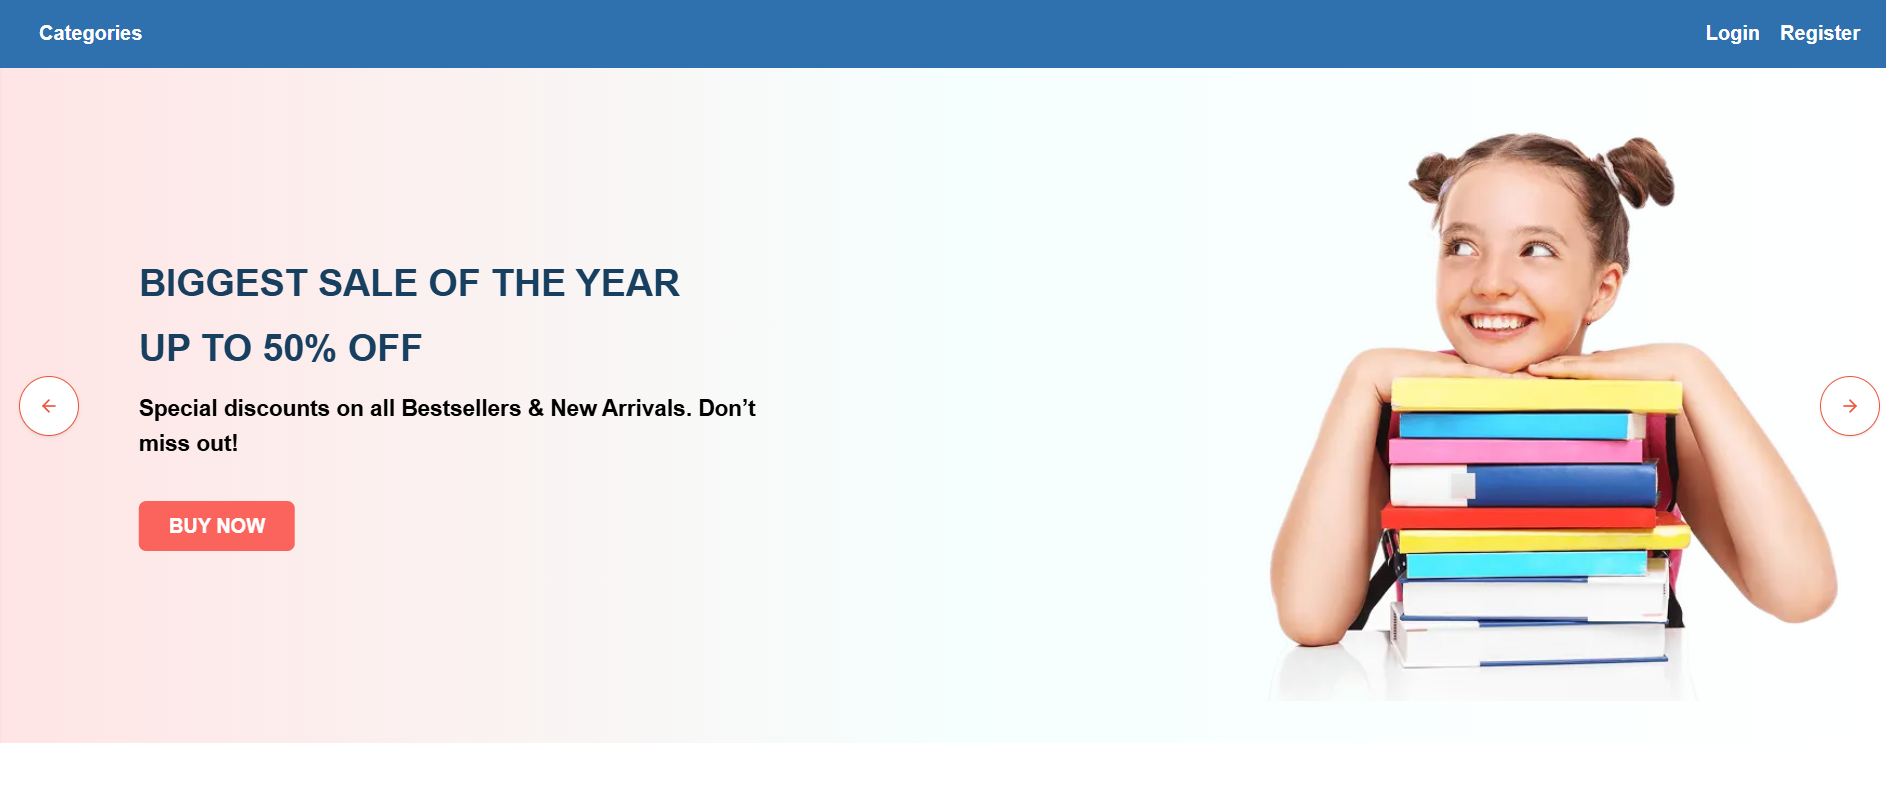 Categories
Login
Register
BIGGEST SALE OF THE YEAR
UP TO 50% OFF
Special discounts on all Bestsellers & New Arrivals. Don’t
miss out!
BUY NOW